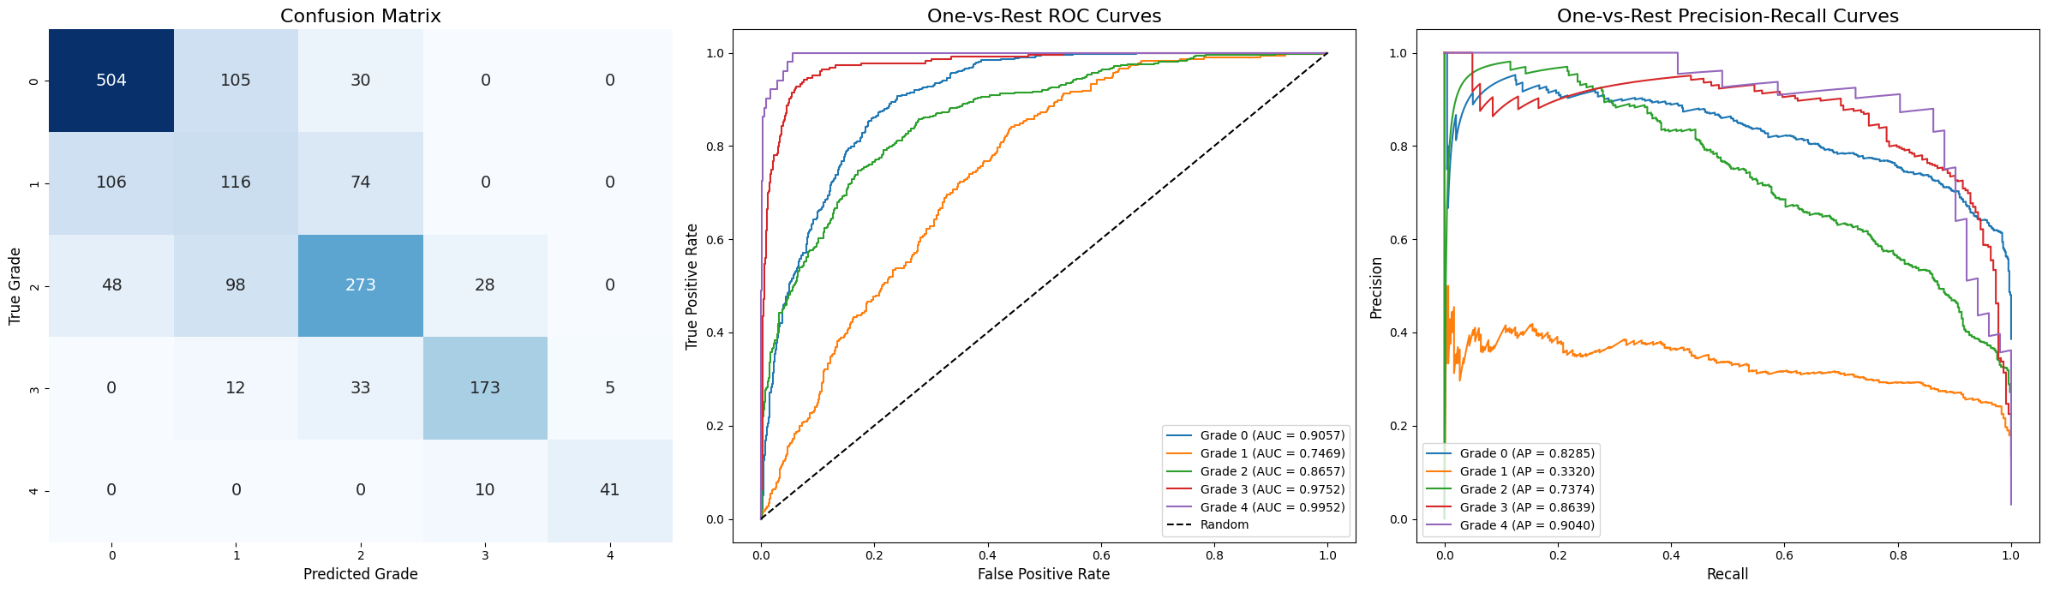 Confusion Matrix
True Grade
0
504 105 30 0 0
1
106 116 74 0 0
2
48 98 273 28 0
3
0 12 33 173 5
4
0 0 0 10 41
0 1 2 3 4
Predicted Grade
One-vs-Rest ROC Curves
True Positive Rate
1.0
0.8
0.6
0.4
0.2
0.0
Grade 0 (AUC = 0.9057)
Grade 1 (AUC = 0.7469)
Grade 2 (AUC = 0.8657)
Grade 3 (AUC = 0.9752)
Grade 4 (AUC = 0.9952)
Random
0.0 0.2 0.4 0.6 0.8 1.0
False Positive Rate
One-vs-Rest Precision-Recall Curves
Precision
1.0
0.8
0.6
0.4
0.2
0.0
Grade 0 (AP = 0.8285)
Grade 1 (AP = 0.3320)
Grade 2 (AP = 0.7374)
Grade 3 (AP = 0.8639)
Grade 4 (AP = 0.9040)
0.0 0.2 0.4 0.6 0.8 1.0
Recall